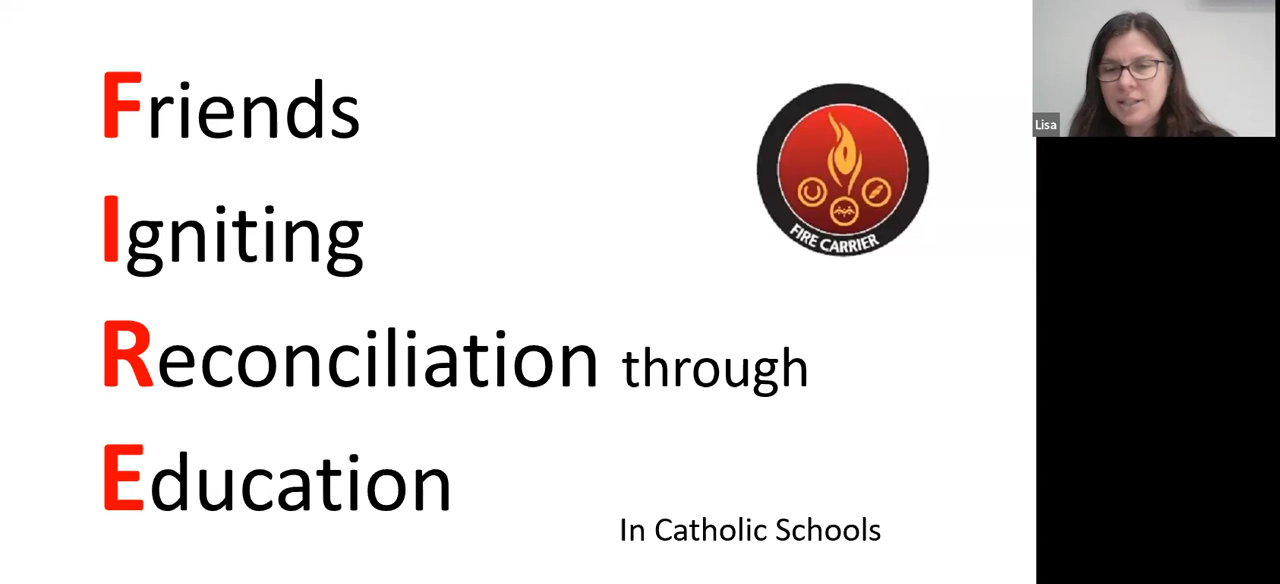 Friends
Igniting
Reconciliation through
Education
In Catholic Schools
FIRE CARRIER
Lisa